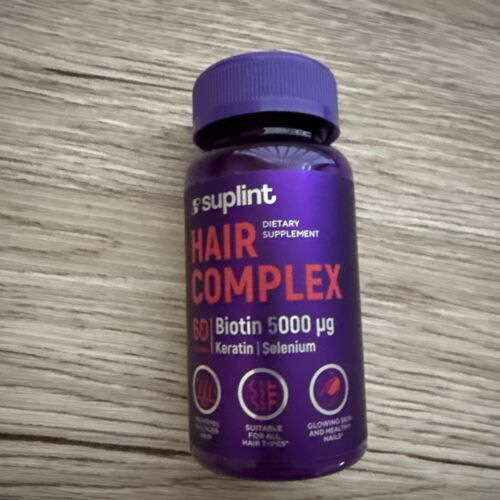 suplint
DIETARY
SUPPLEMENT
HAIR
COMPLEX
60
Biotin 5000 µg
Keratin | Selenium
SUITABLE
FOR ALL
HAIR TYPES*
GLOWING SKIN
AND HEALTHY
NAILS*